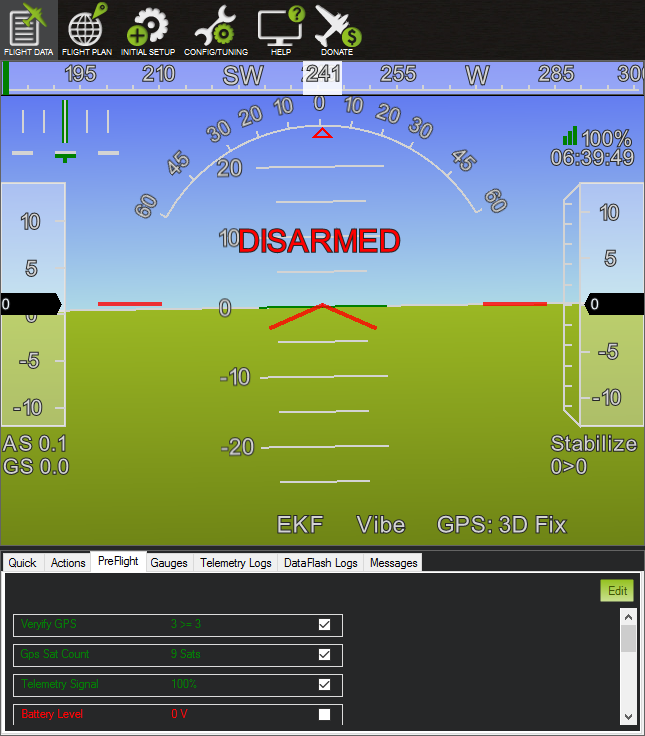 FLIGHT DATA FLIGHT PLAN INITIAL SETUP CONFIG/TUNING HELP DONATE
195 210 SW 241 255 W 285 300
60 45 30 20 10 0 10 20 30 45 60
100%
06:39:49
20
DISARMED
10
10 10
5 5
0 0 0 0
-5 -5
-10 -10 -10
-20
AS 0.1 Stabilize
GS 0.0 0>0
EKF Vibe GPS: 3D Fix
Quick Actions PreFlight Gauges Telemetry Logs DataFlash Logs Messages
Edit
Veryify GPS 3 >= 3
Gps Sat Count 9 Sats
Telemetry Signal 100%
Battery Level 0 V